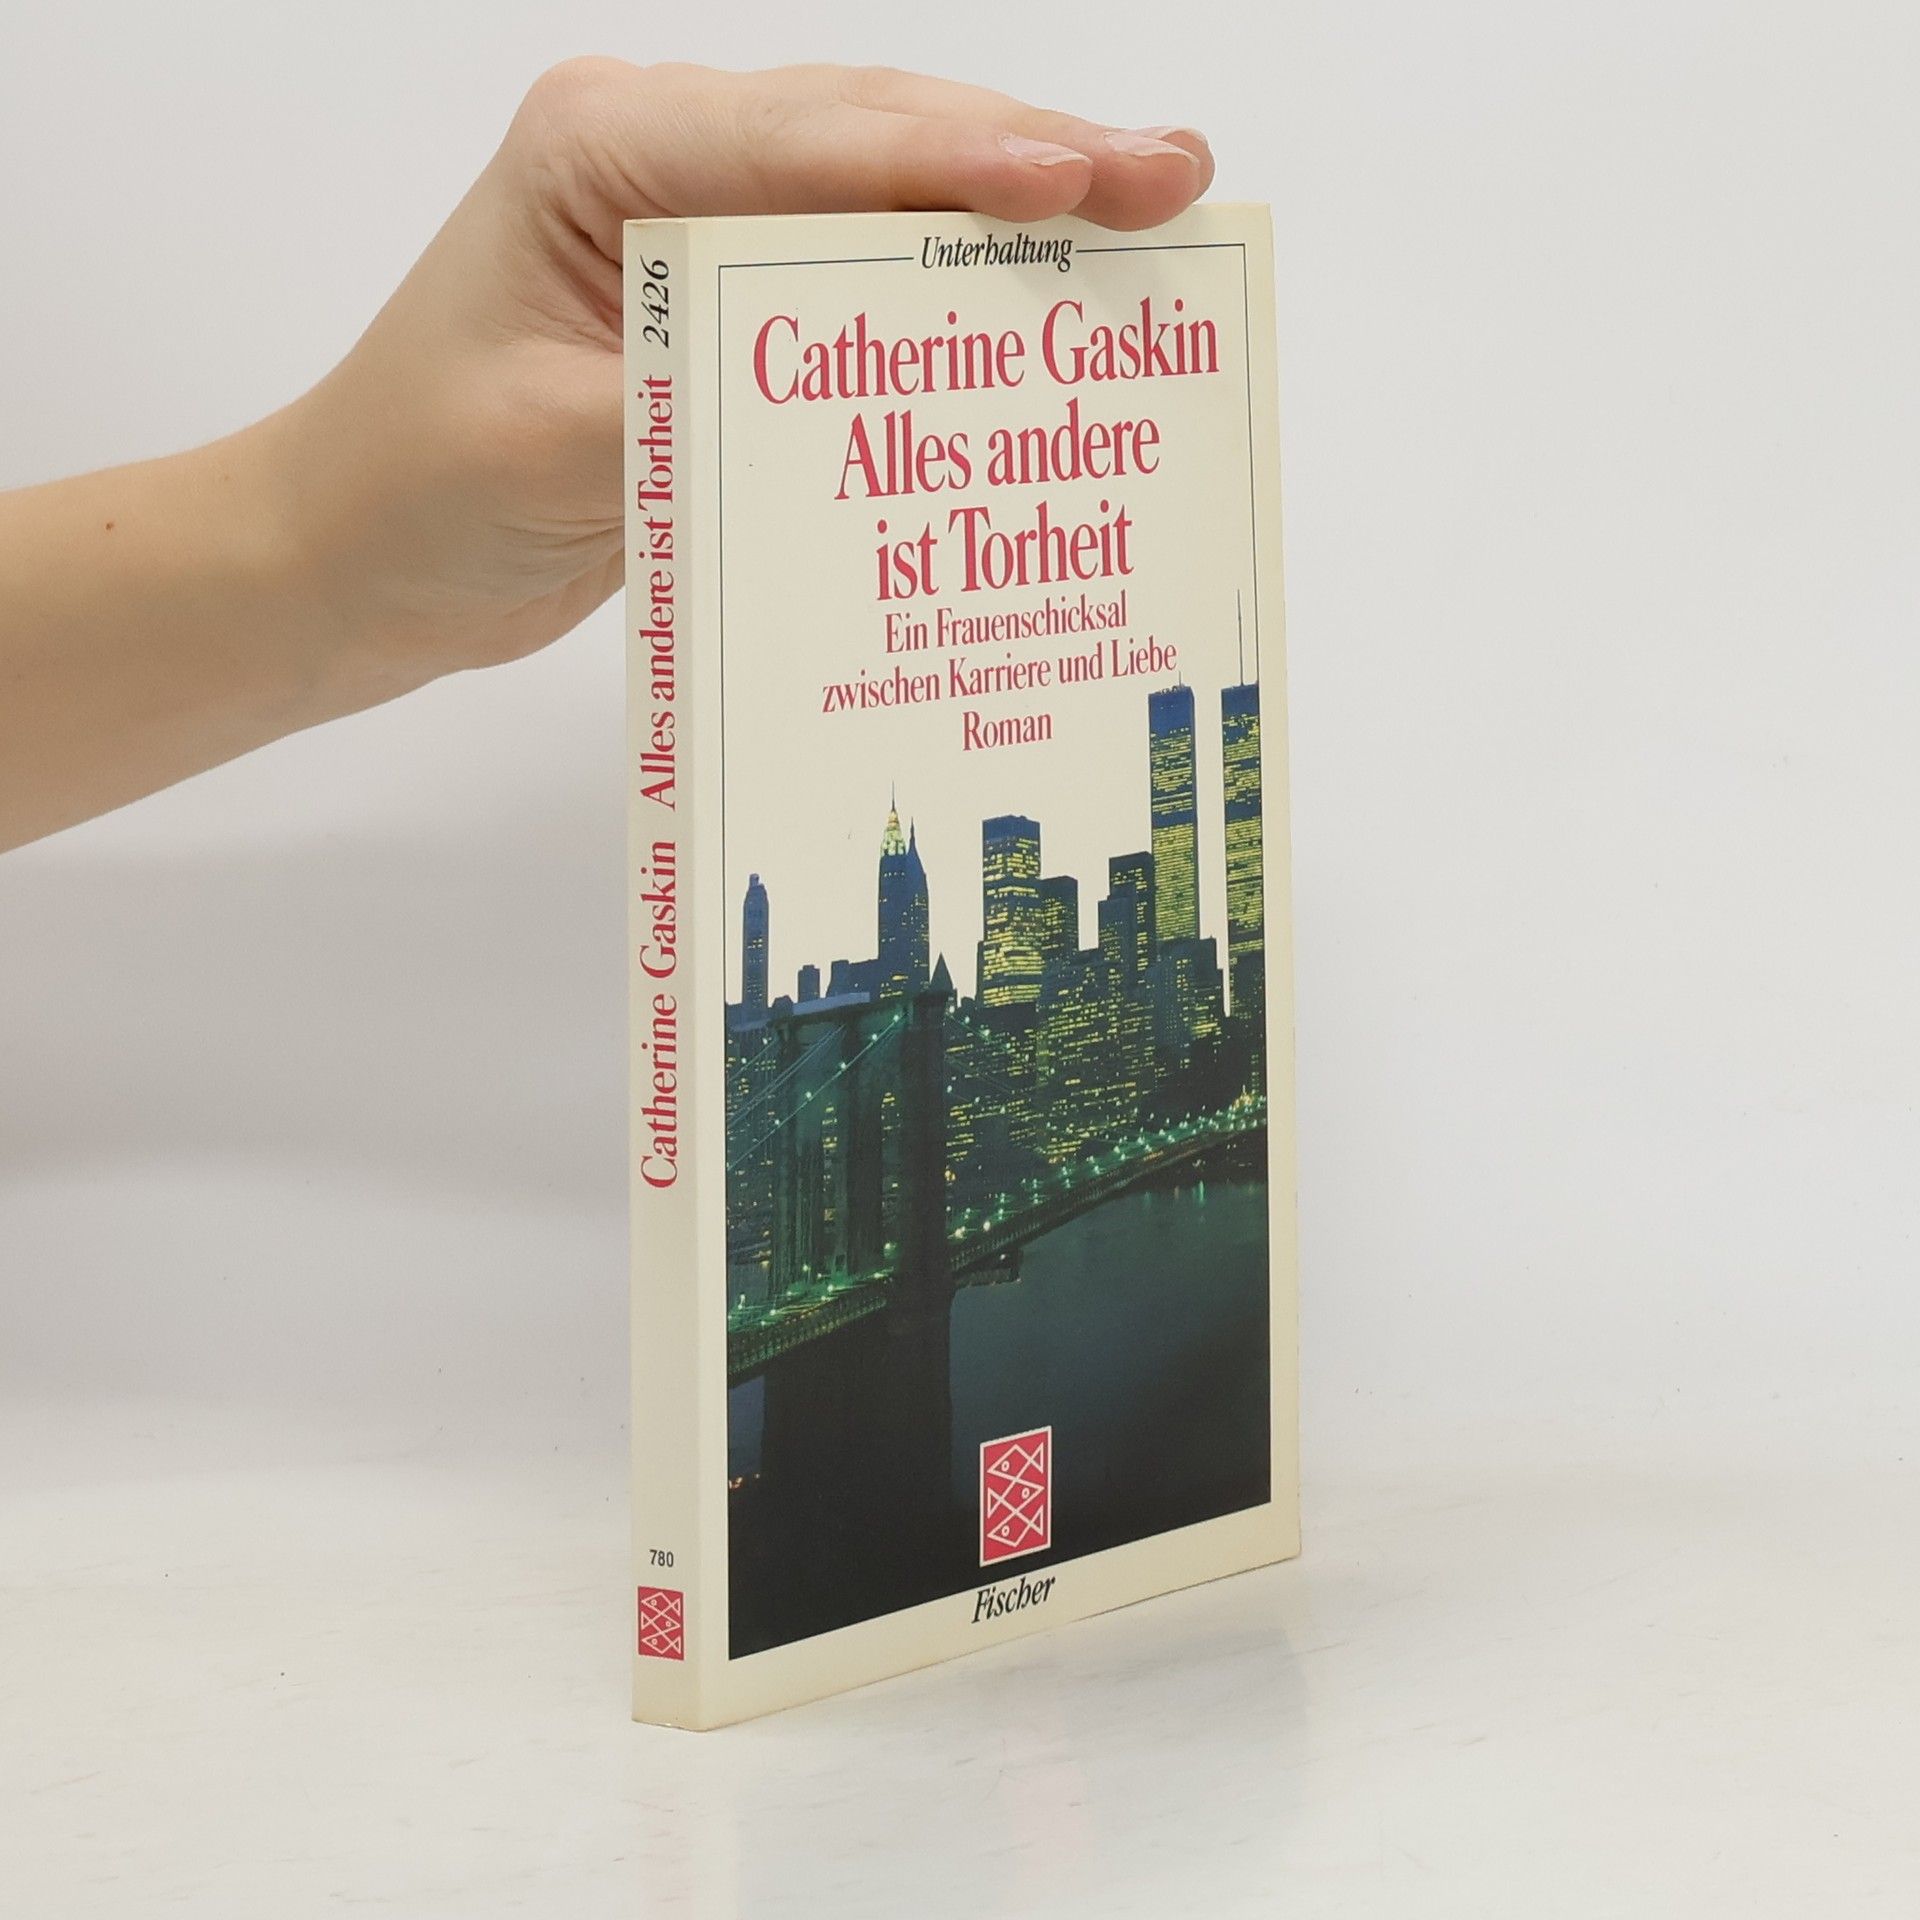 Unterhaltung
Catherine Gaskin
Alles andere
ist Torheit
Ein Frauenschicksal
zwischen Karriere und Liebe
Roman
Fischer
Catherine Gaskin Alles andere ist Torheit 2426
780